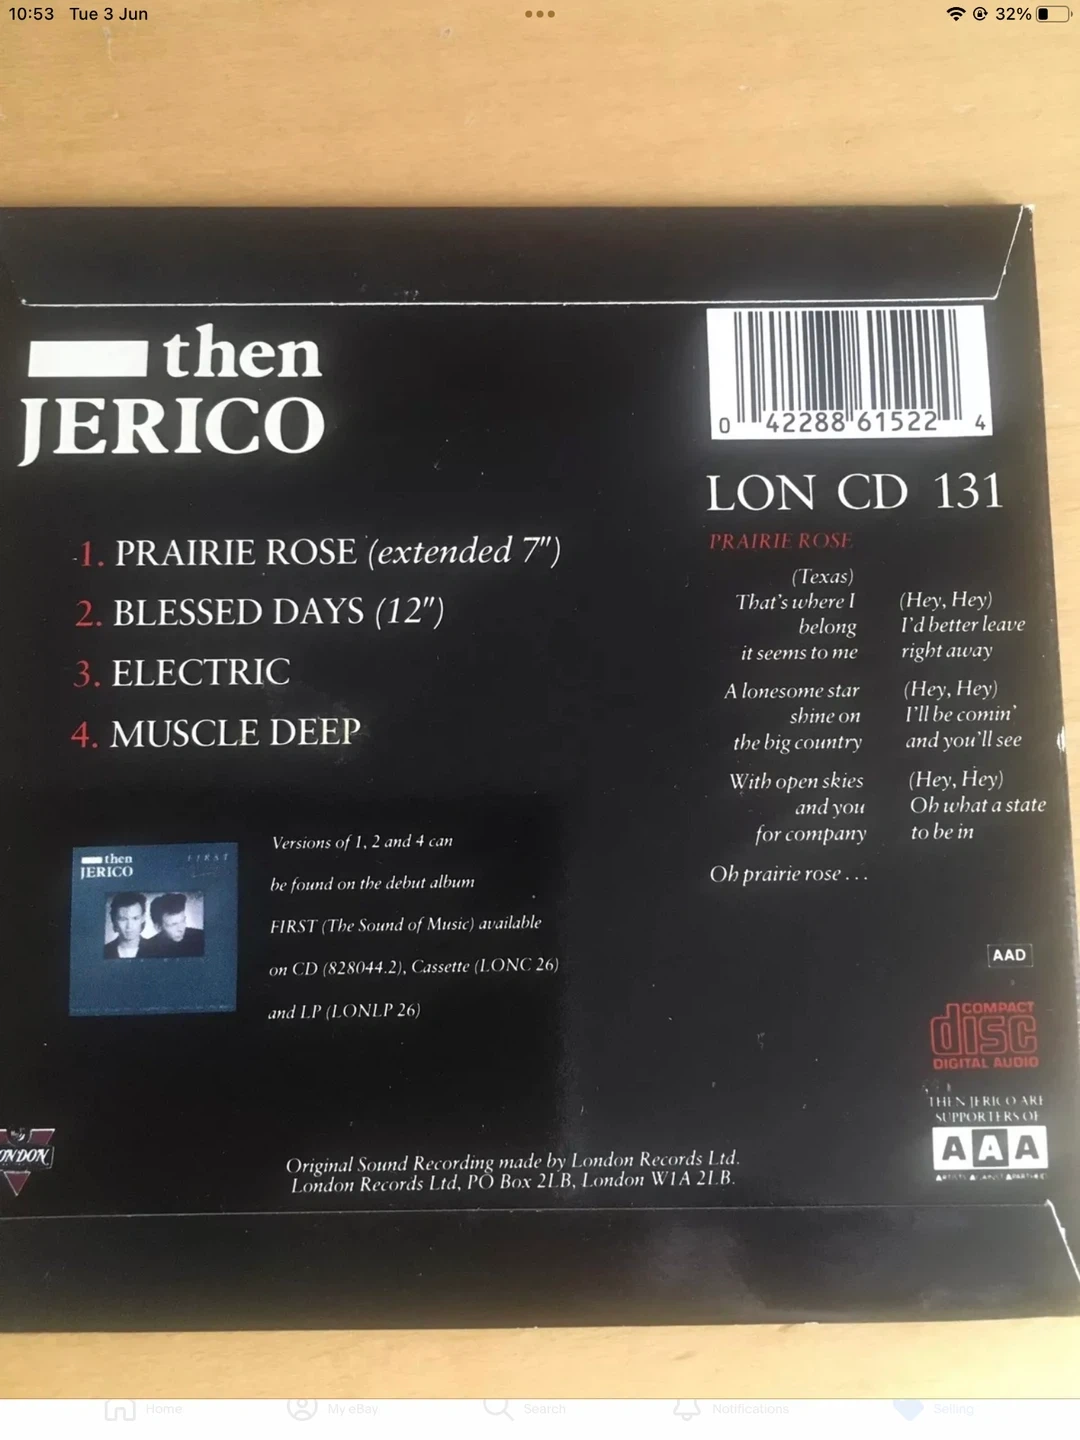 10:53 Tue 3 Jun
32%
then
JERICO
1. PRAIRIE ROSE (extended 7")
2. BLESSED DAYS (12")
3. ELECTRIC
4. MUSCLE DEEP
then
JERICO
FIRST
Versions of 1, 2 and 4 can
be found on the debut album
FIRST (The Sound of Music) available
on CD (828044.2), Cassette (LONC 26)
and LP (LONLP 26)
0 42288 61522 4
LON CD 131
PRAIRIE ROSE
(Texas)
That's where I
belong
it seems to me
A lonesome star
shine on
the big country
With open skies
and you
for company
Oh prairie rose . . .
(Hey, Hey)
I'd better leave
right away
(Hey, Hey)
I'll be comin'
and you'll see
(Hey, Hey)
Oh what a state
to be in
AAD
COMPACT
disc
DIGITAL AUDIO
THEN JERICO ARE
SUPPORTERS OF
AAA
ARTISTS AGAINST APARTHEID
LONDON
Original Sound Recording made by London Records Ltd.
London Records Ltd, PO Box 2LB, London W1A 2LB.
Home
My eBay
Search
Notifications
Selling